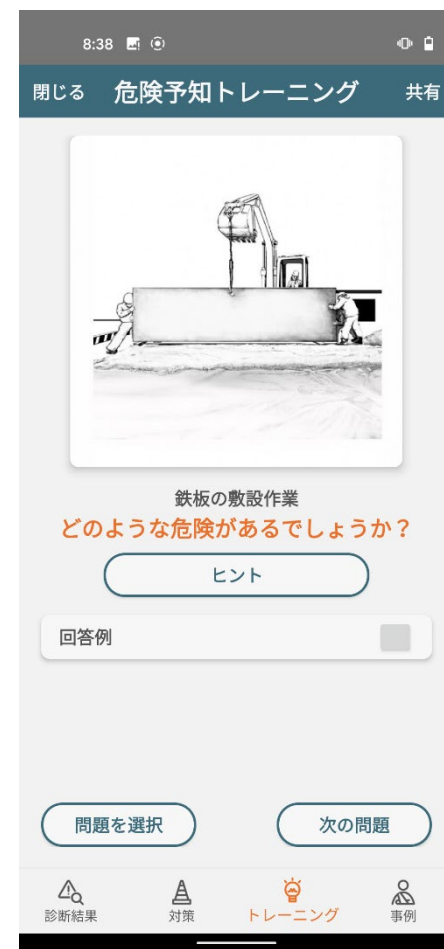 8:38
閉じる 危険予知トレーニング 共有
鉄板の敷設作業
どのような危険があるでしょうか？
ヒント
回答例
問題を選択 次の問題
診断結果 対策 トレーニング 事例